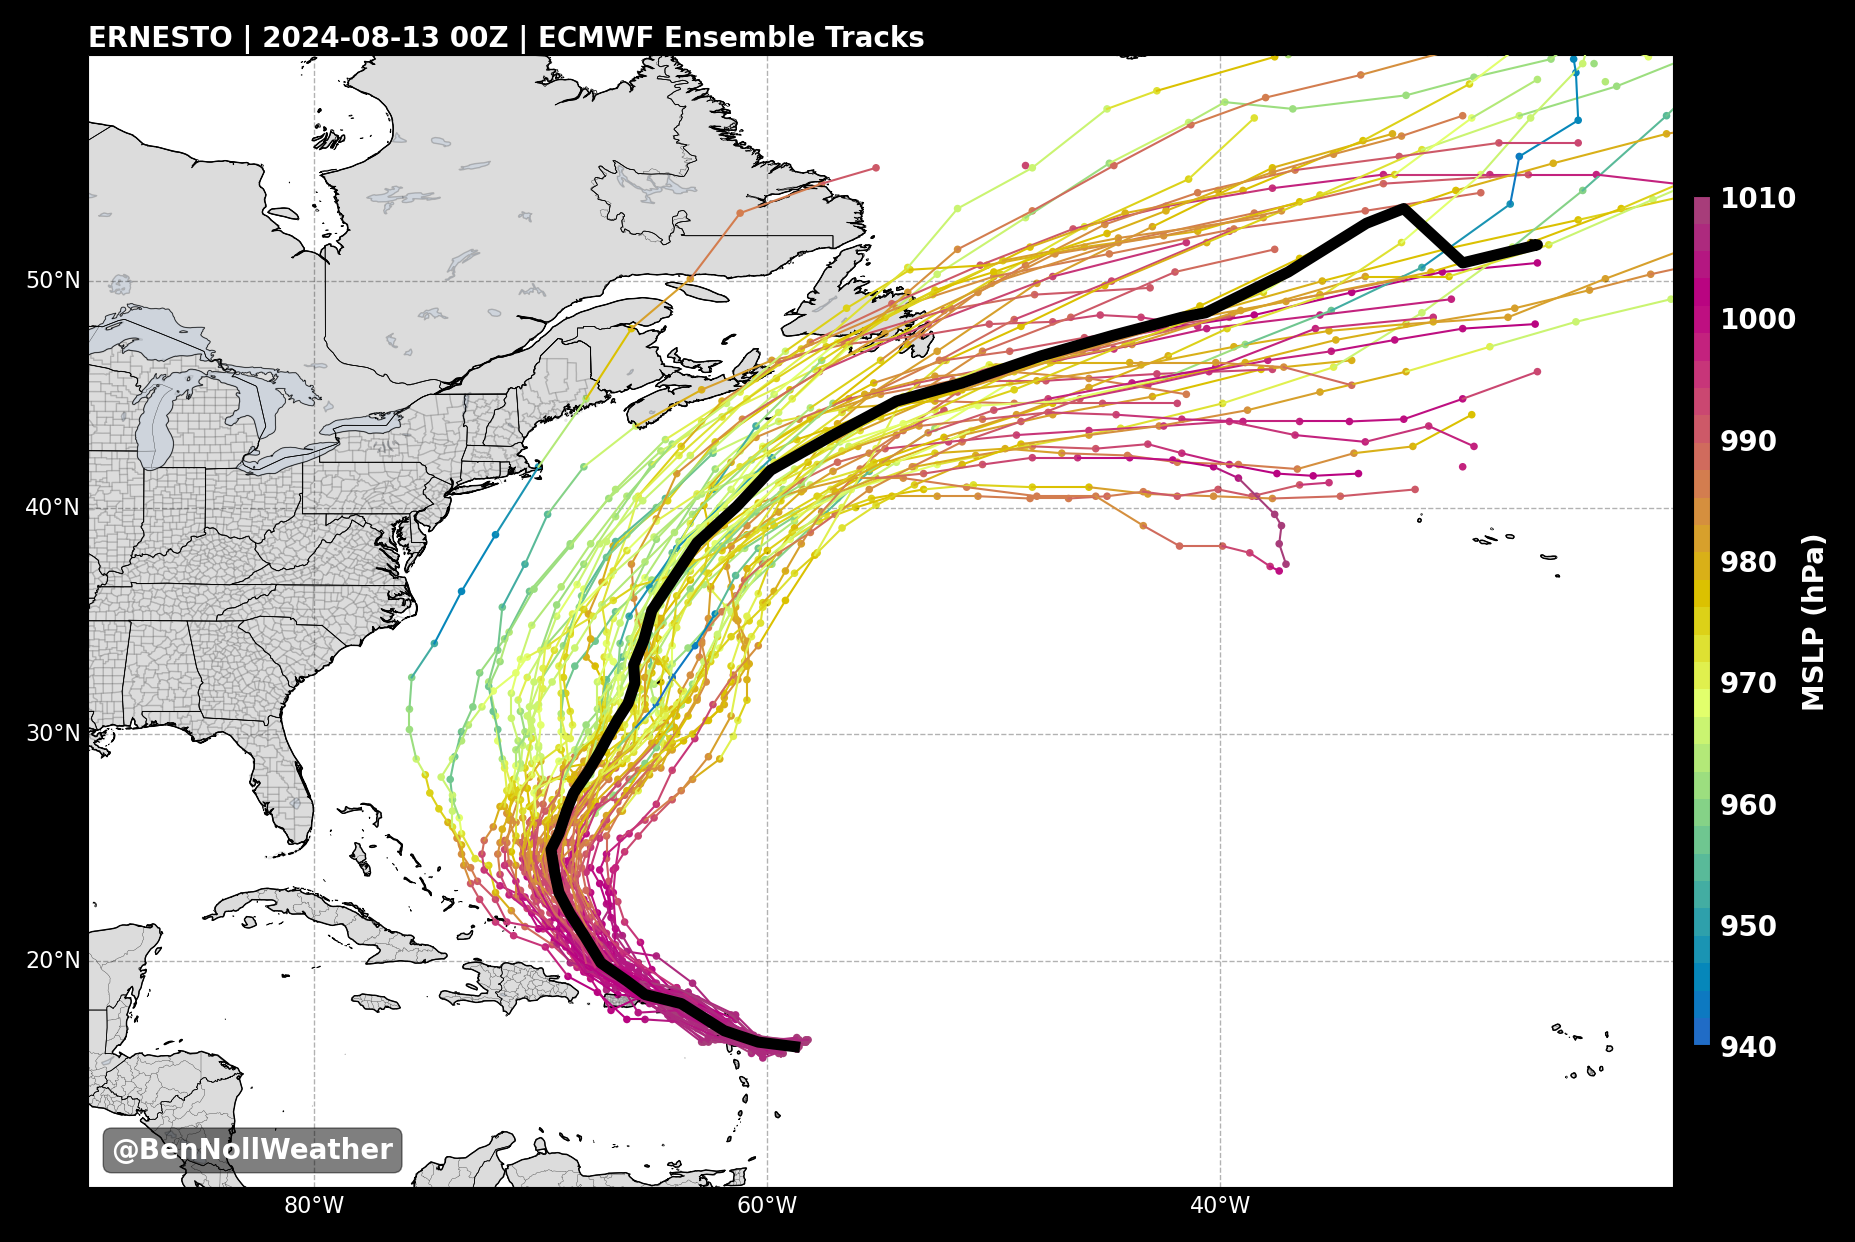 ERNESTO | 2024-08-13 00Z | ECMWF Ensemble Tracks
50°N
40°N
30°N
20°N
80°W
60°W
40°W
1010
1000
990
980
970
960
950
940
MSLP (hPa)
@BenNollWeather